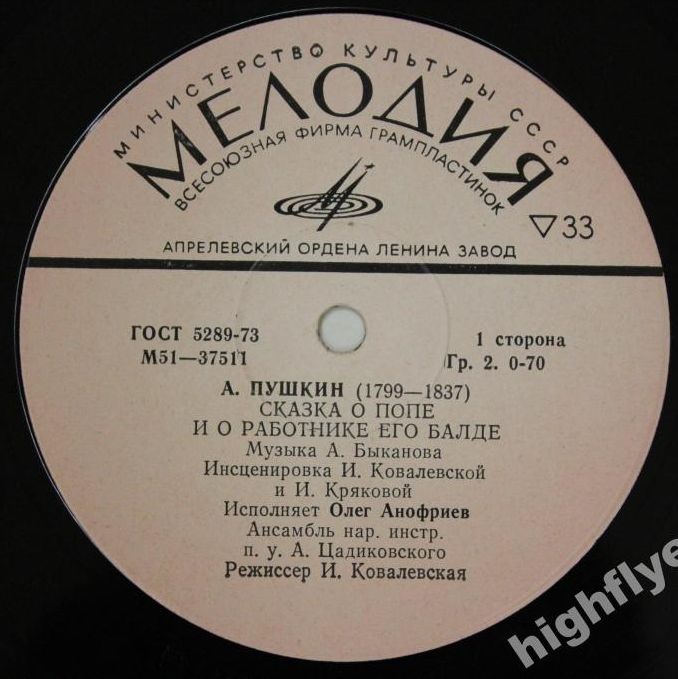 МИНИСТЕРСТВО КУЛЬТУРЫ СССР
МЕЛОДИЯ
ВСЕСОЮЗНАЯ ФИРМА ГРАМПЛАСТИНОК
▽33
АПРЕЛЕВСКИЙ ОРДЕНА ЛЕНИНА ЗАВОД
ГОСТ 5289-73
М51—37511
1 сторона
Гр. 2. 0-70
А. ПУШКИН (1799—1837)
СКАЗКА О ПОПЕ
И О РАБОТНИКЕ ЕГО БАЛДЕ
Музыка А. Быканова
Инсценировка И. Ковалевской
и И. Кряковой
Исполняет Олег Анофриев
Ансамбль нар. инстр.
п. у. А. Цадиковского
Режиссер И. Ковалевская
highflye